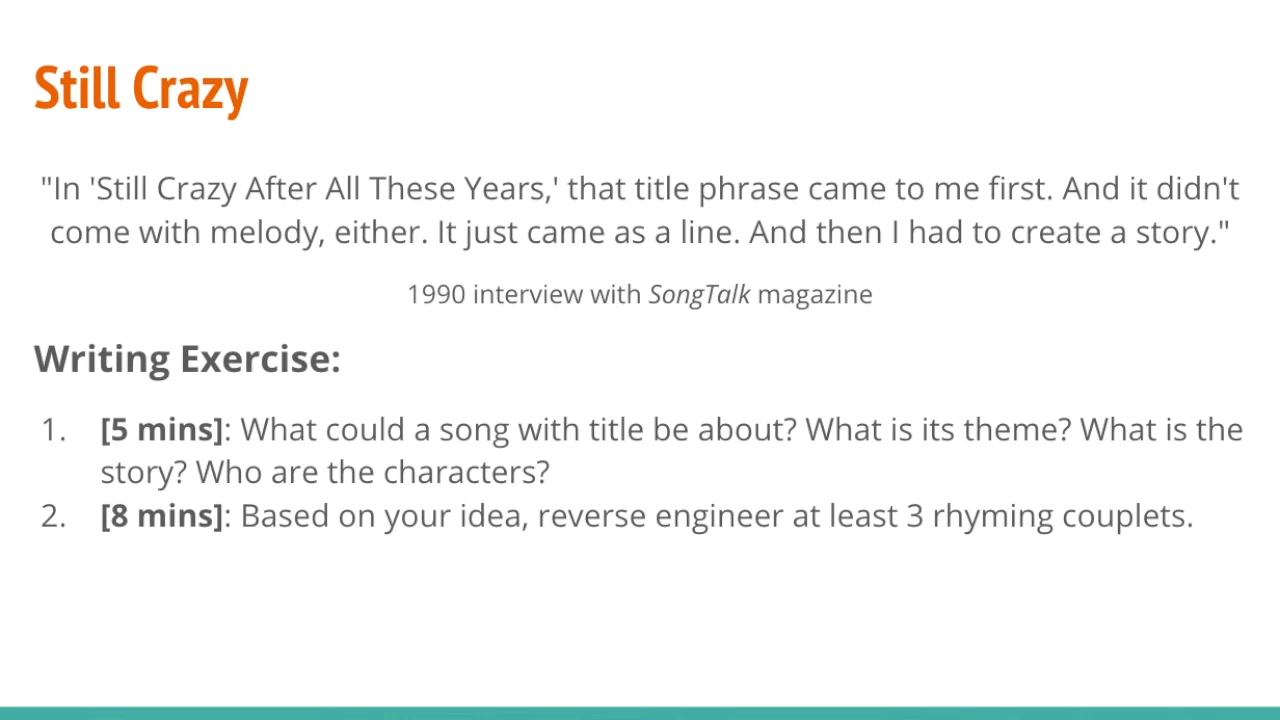 Still Crazy
"In 'Still Crazy After All These Years,' that title phrase came to me first. And it didn't
come with melody, either. It just came as a line. And then I had to create a story."
1990 interview with SongTalk magazine
Writing Exercise:
1. [5 mins]: What could a song with title be about? What is its theme? What is the
story? Who are the characters?
2. [8 mins]: Based on your idea, reverse engineer at least 3 rhyming couplets.